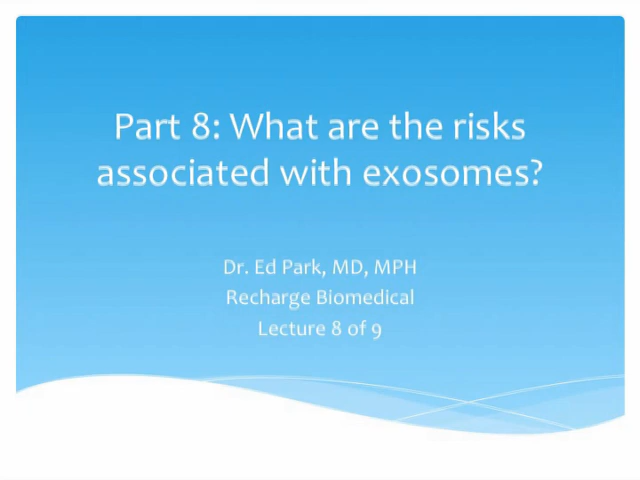 Part 8: What are the risks
associated with exosomes?
Dr. Ed Park, MD, MPH
Recharge Biomedical
Lecture 8 of 9